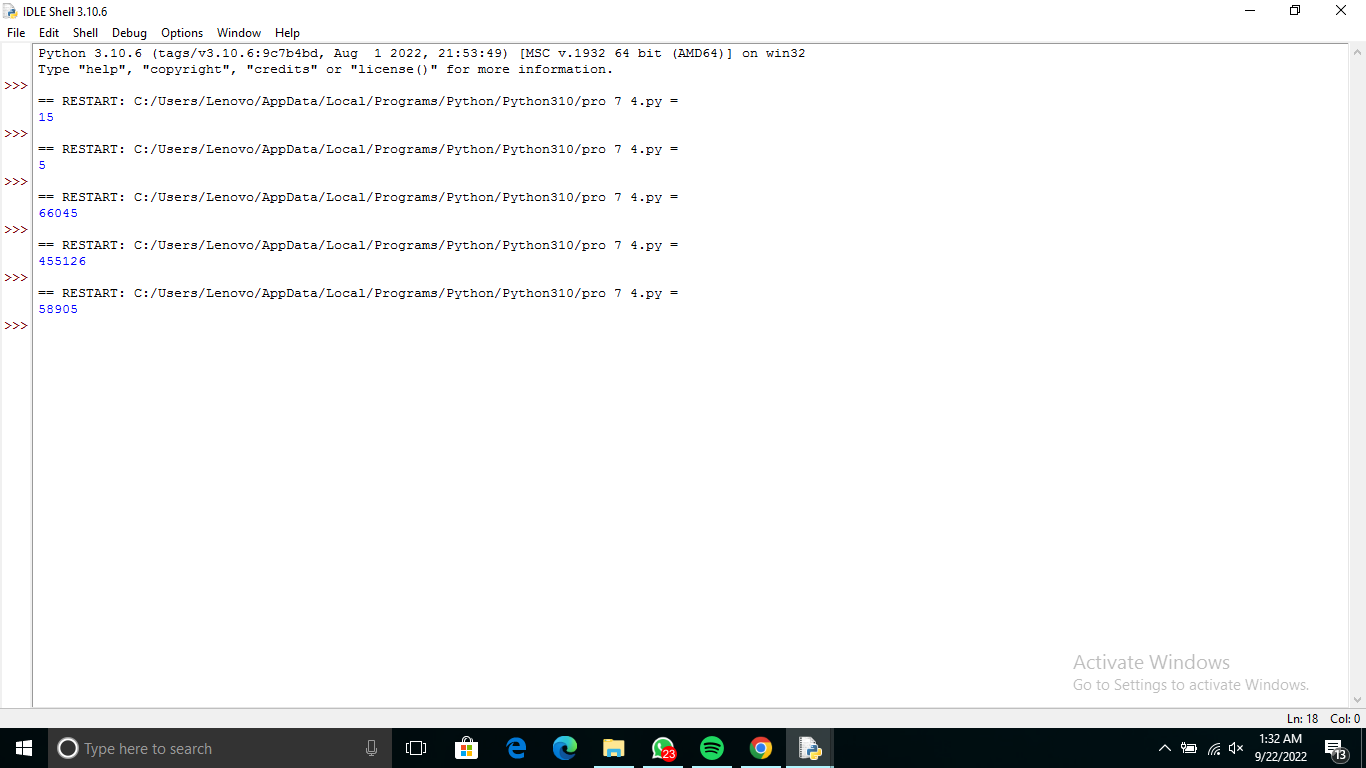 IDLE Shell 3.10.6
File Edit Shell Debug Options Window Help
Python 3.10.6 (tags/v3.10.6:9c7b4bd, Aug  1 2022, 21:53:49) [MSC v.1932 64 bit (AMD64)] on win32
Type "help", "copyright", "credits" or "license()" for more information.
>>>
== RESTART: C:/Users/Lenovo/AppData/Local/Programs/Python/Python310/pro 7 4.py =
15
>>>
== RESTART: C:/Users/Lenovo/AppData/Local/Programs/Python/Python310/pro 7 4.py =
5
>>>
== RESTART: C:/Users/Lenovo/AppData/Local/Programs/Python/Python310/pro 7 4.py =
66045
>>>
== RESTART: C:/Users/Lenovo/AppData/Local/Programs/Python/Python310/pro 7 4.py =
455126
>>>
== RESTART: C:/Users/Lenovo/AppData/Local/Programs/Python/Python310/pro 7 4.py =
58905
>>>
Activate Windows
Go to Settings to activate Windows.
Ln: 18 Col: 0
Type here to search
23
1:32 AM
9/22/2022
13